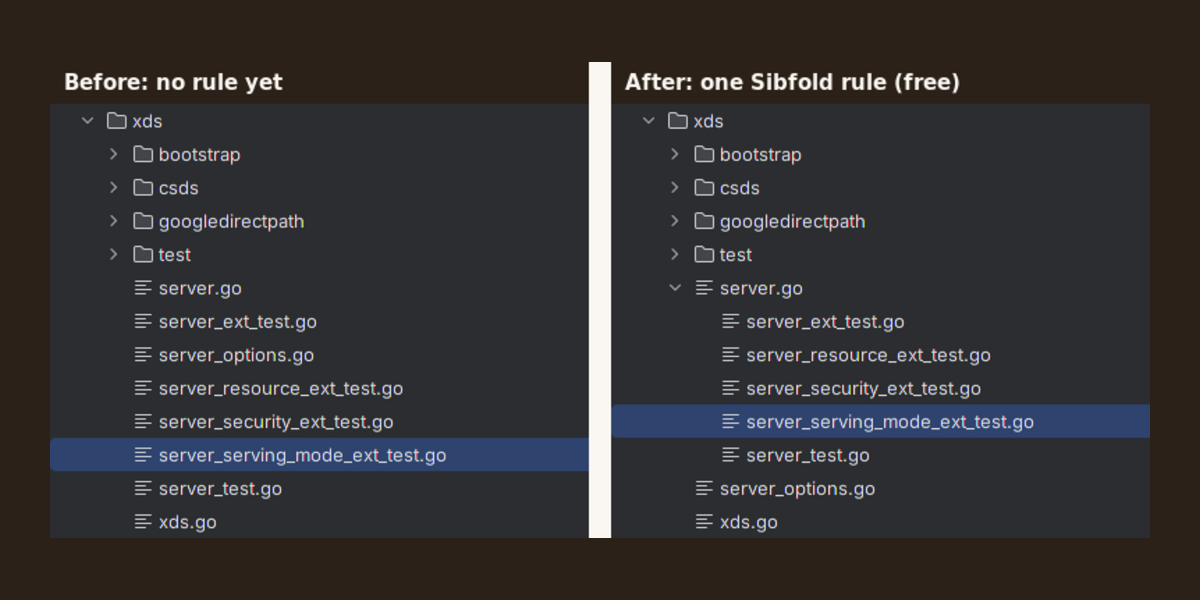 Before: no rule yet
xds
bootstrap
csds
googledirectpath
test
server.go
server_ext_test.go
server_options.go
server_resource_ext_test.go
server_security_ext_test.go
server_serving_mode_ext_test.go
server_test.go
xds.go
After: one Sibfold rule (free)
xds
bootstrap
csds
googledirectpath
test
server.go
server_ext_test.go
server_resource_ext_test.go
server_security_ext_test.go
server_serving_mode_ext_test.go
server_test.go
server_options.go
xds.go